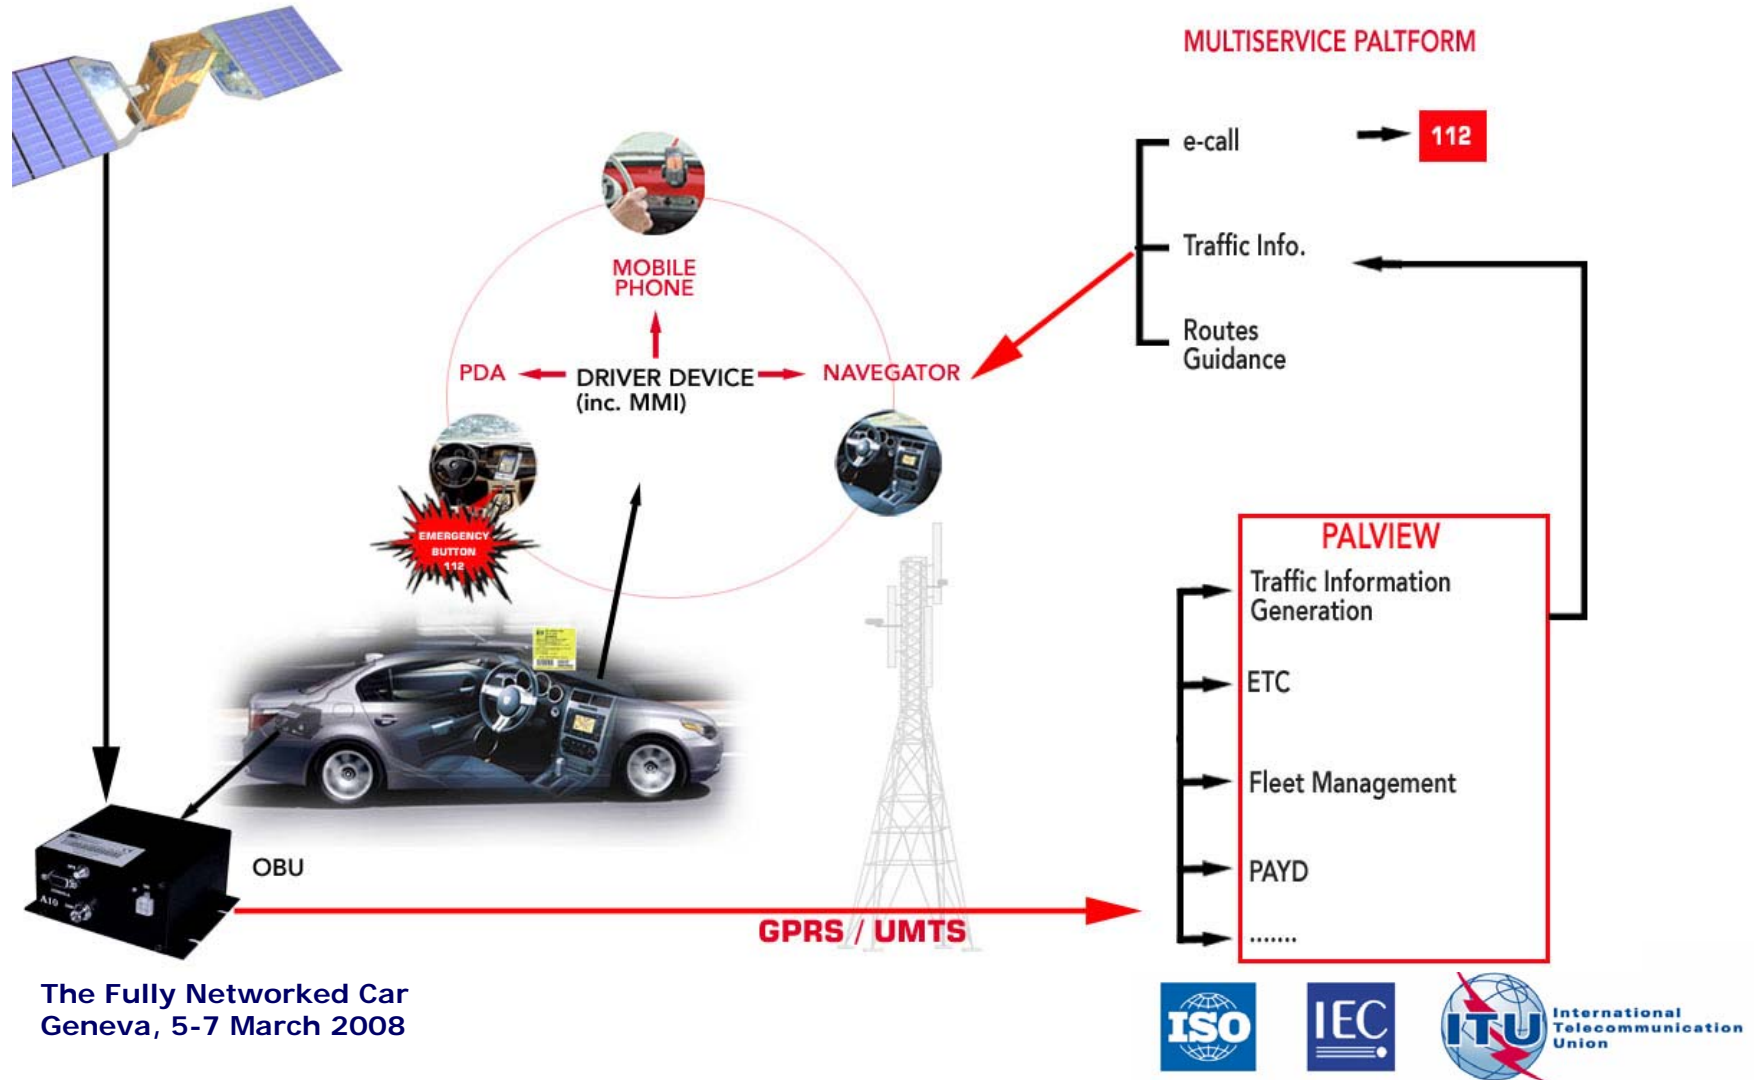 MULTISERVICE PALTFORM
e-call
112
Traffic Info.
Routes
Guidance
MOBILE
PHONE
PDA
DRIVER DEVICE
(inc. MMI)
NAVEGATOR
EMERGENCY
BUTTON
112
PALVIEW
Traffic Information
Generation
ETC
Fleet Management
PAYD
.......
OBU
A10
GPRS / UMTS
The Fully Networked Car
Geneva, 5-7 March 2008
ISO
IEC
ITU
International
Telecommunication
Union